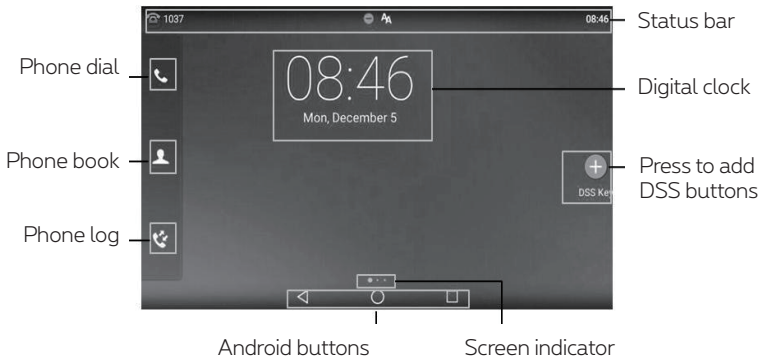 1037
AA
08:46
Status bar
Phone dial
08:46
Mon, December 5
Digital clock
Phone book
Press to add
DSS buttons
DSS Key
Phone log
Android buttons
Screen indicator